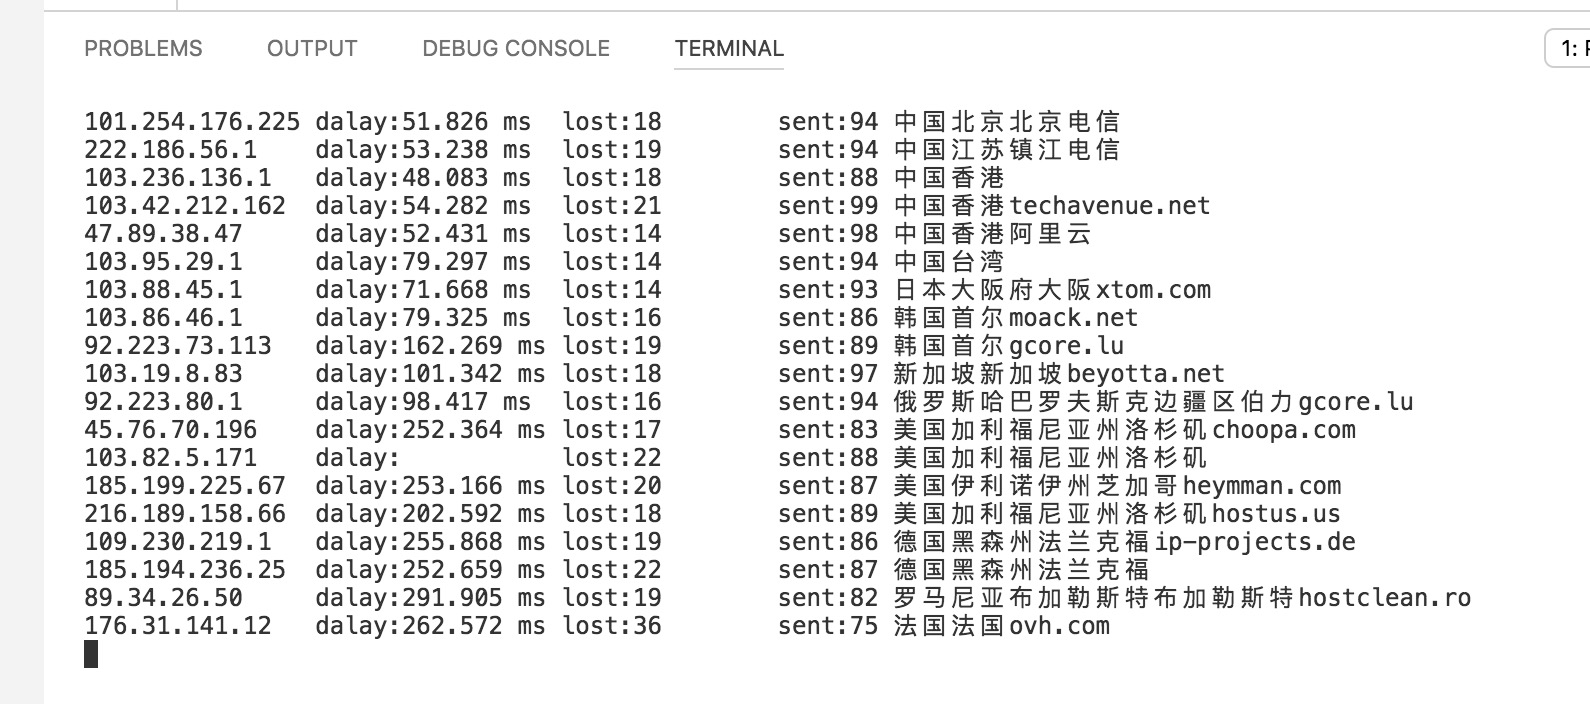 PROBLEMS OUTPUT DEBUG CONSOLE TERMINAL 1:
101.254.176.225 dalay:51.826 ms lost:18 sent:94 中国北京北京电信
222.186.56.1 dalay:53.238 ms lost:19 sent:94 中国江苏镇江电信
103.236.136.1 dalay:48.083 ms lost:18 sent:88 中国香港
103.42.212.162 dalay:54.282 ms lost:21 sent:99 中国香港techavenue.net
47.89.38.47 dalay:52.431 ms lost:14 sent:98 中国香港阿里云
103.95.29.1 dalay:79.297 ms lost:14 sent:94 中国台湾
103.88.45.1 dalay:71.668 ms lost:14 sent:93 日本大阪府大阪xtom.com
103.86.46.1 dalay:79.325 ms lost:16 sent:86 韩国首尔moack.net
92.223.73.113 dalay:162.269 ms lost:19 sent:89 韩国首尔gcore.lu
103.19.8.83 dalay:101.342 ms lost:18 sent:97 新加坡新加坡beyotta.net
92.223.80.1 dalay:98.417 ms lost:16 sent:94 俄罗斯哈巴罗夫斯克边疆区伯力gcore.lu
45.76.70.196 dalay:252.364 ms lost:17 sent:83 美国加利福尼亚州洛杉矶choopa.com
103.82.5.171 dalay: lost:22 sent:88 美国加利福尼亚州洛杉矶
185.199.225.67 dalay:253.166 ms lost:20 sent:87 美国伊利诺伊州芝加哥heymman.com
216.189.158.66 dalay:202.592 ms lost:18 sent:89 美国加利福尼亚州洛杉矶hostus.us
109.230.219.1 dalay:255.868 ms lost:19 sent:86 德国黑森州法兰克福ip-projects.de
185.194.236.25 dalay:252.659 ms lost:22 sent:87 德国黑森州法兰克福
89.34.26.50 dalay:291.905 ms lost:19 sent:82 罗马尼亚布加勒斯特布加勒斯特hostclean.ro
176.31.141.12 dalay:262.572 ms lost:36 sent:75 法国法国ovh.com